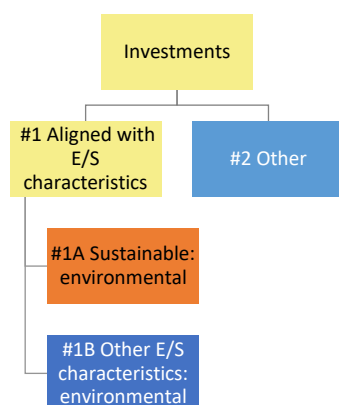 Investments
#1 Aligned with
E/S
characteristics
#2 Other
#1A Sustainable:
environmental
#1B Other E/S
characteristics:
environmental